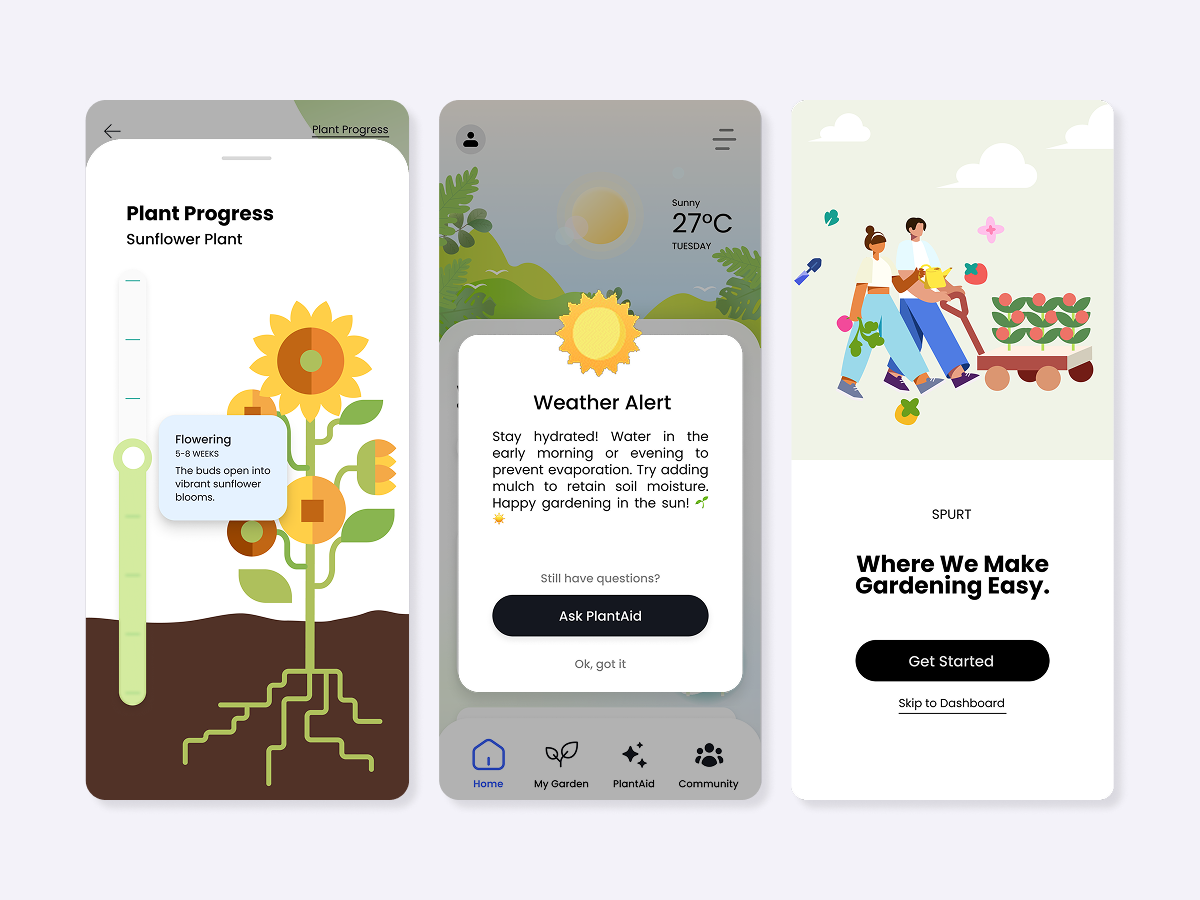 Plant Progress
Plant Progress
Sunflower Plant
Flowering
5-8 WEEKS
The buds open into
vibrant sunflower
blooms.
Sunny
27°C
TUESDAY
Weather Alert
Stay hydrated! Water in the
early morning or evening to
prevent evaporation. Try adding
mulch to retain soil moisture.
Happy gardening in the sun! 🌱
☀️
Still have questions?
Ask PlantAid
Ok, got it
Home
My Garden
PlantAid
Community
SPURT
Where We Make
Gardening Easy.
Get Started
Skip to Dashboard